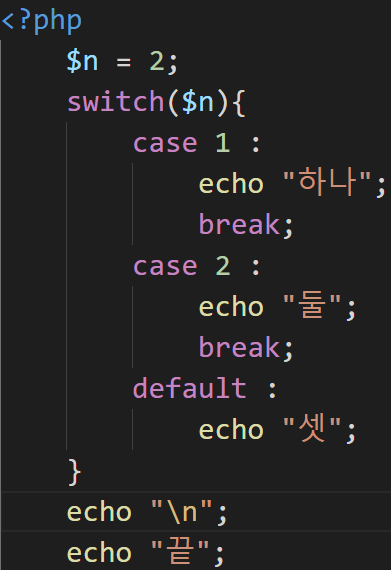 <?php
$n = 2;
switch($n){
case 1 :
echo "하나";
break;
case 2 :
echo "둘";
break;
default :
echo "셋";
}
echo "\n";
echo "끝";